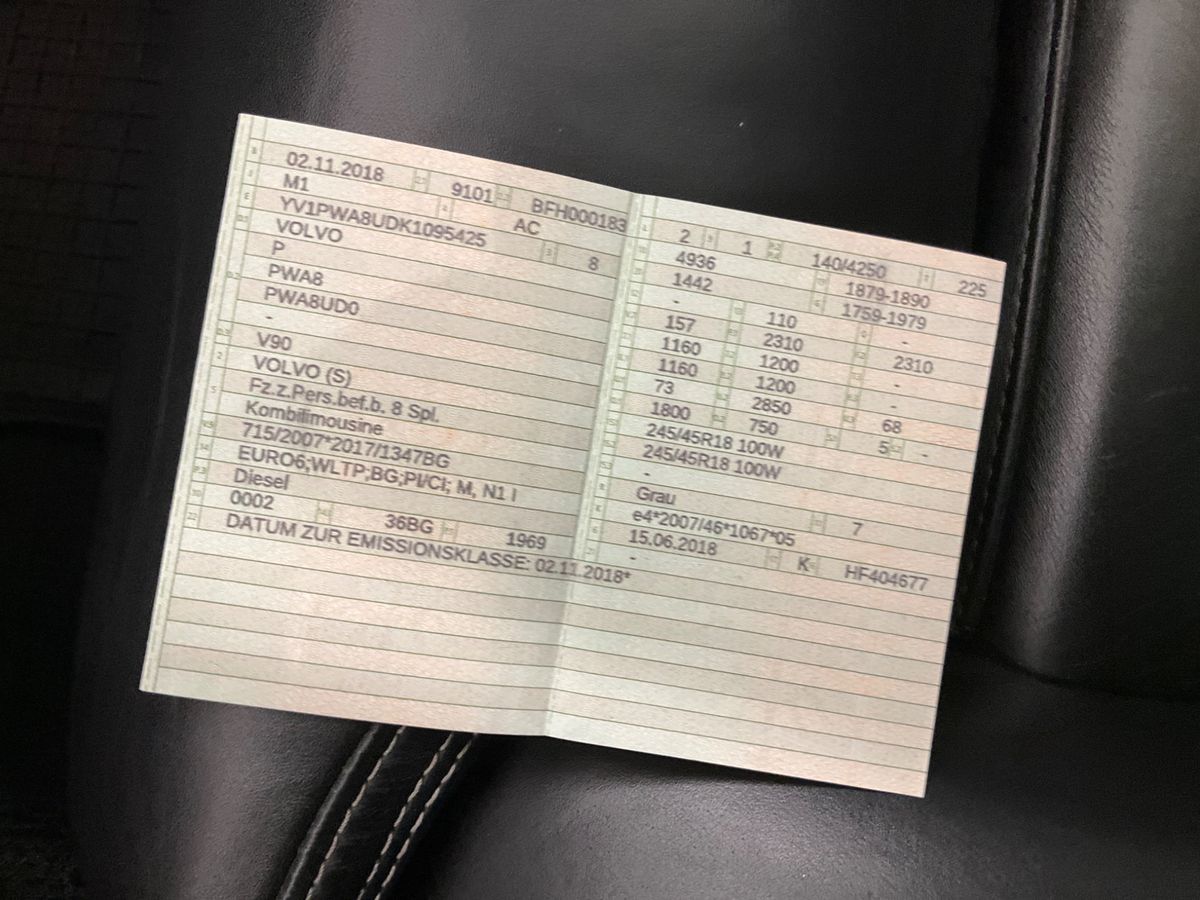 02.11.2018 9101 BFH000183
M1 AC
YV1PWA8UDK1095425 8
VOLVO
P
PWA8
PWA8UD0
-
V90
VOLVO (S)
Fz.z.Pers.bef.b. 8 Spl.
Kombilimousine
715/2007*2017/1347BG
EURO6;WLTP;BG;PI/CI; M, N1 I
Diesel
0002 36BG 1969
DATUM ZUR EMISSIONSKLASSE: 02.11.2018*
2 1 140/4250 225
4936 1879-1890
1442 1759-1979
- 110 -
157 2310 2310
1160 1200 -
1160 1200 -
73 2850 68
1800 750 5 -
245/45R18 100W
245/45R18 100W
-
Grau 7
e4*2007/46*1067*05
15.06.2018 K HF404677
-